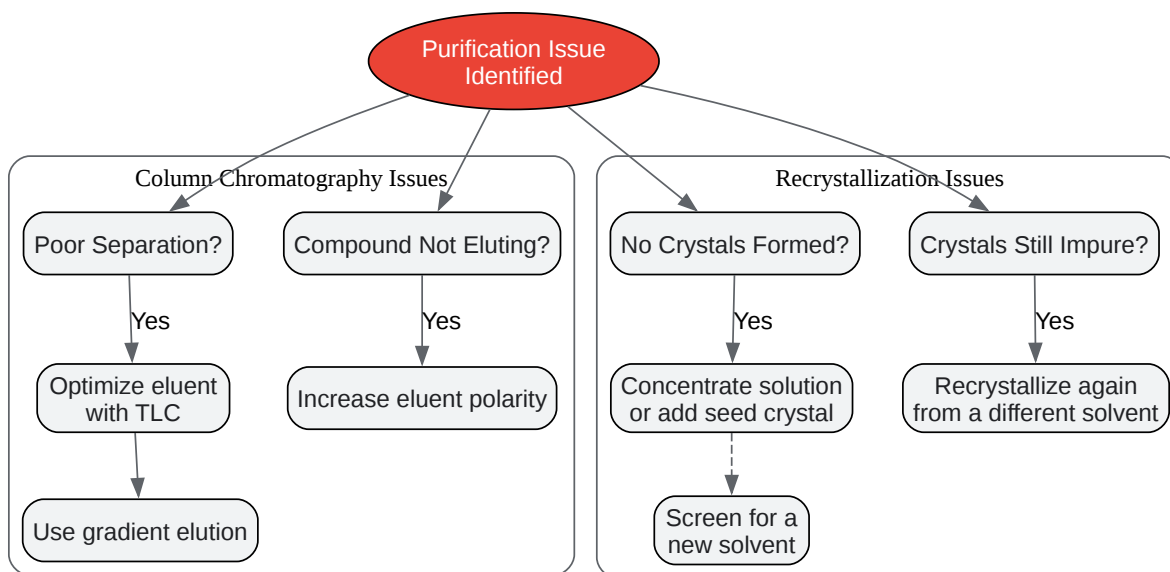 Purification Issue
Identified
Column Chromatography Issues
Recrystallization Issues
Poor Separation?
Compound Not Eluting?
No Crystals Formed?
Crystals Still Impure?
Yes
Yes
Yes
Yes
Optimize eluent
with TLC
Increase eluent polarity
Concentrate solution
or add seed crystal
Recrystallize again
from a different solvent
Use gradient elution
Screen for a
new solvent